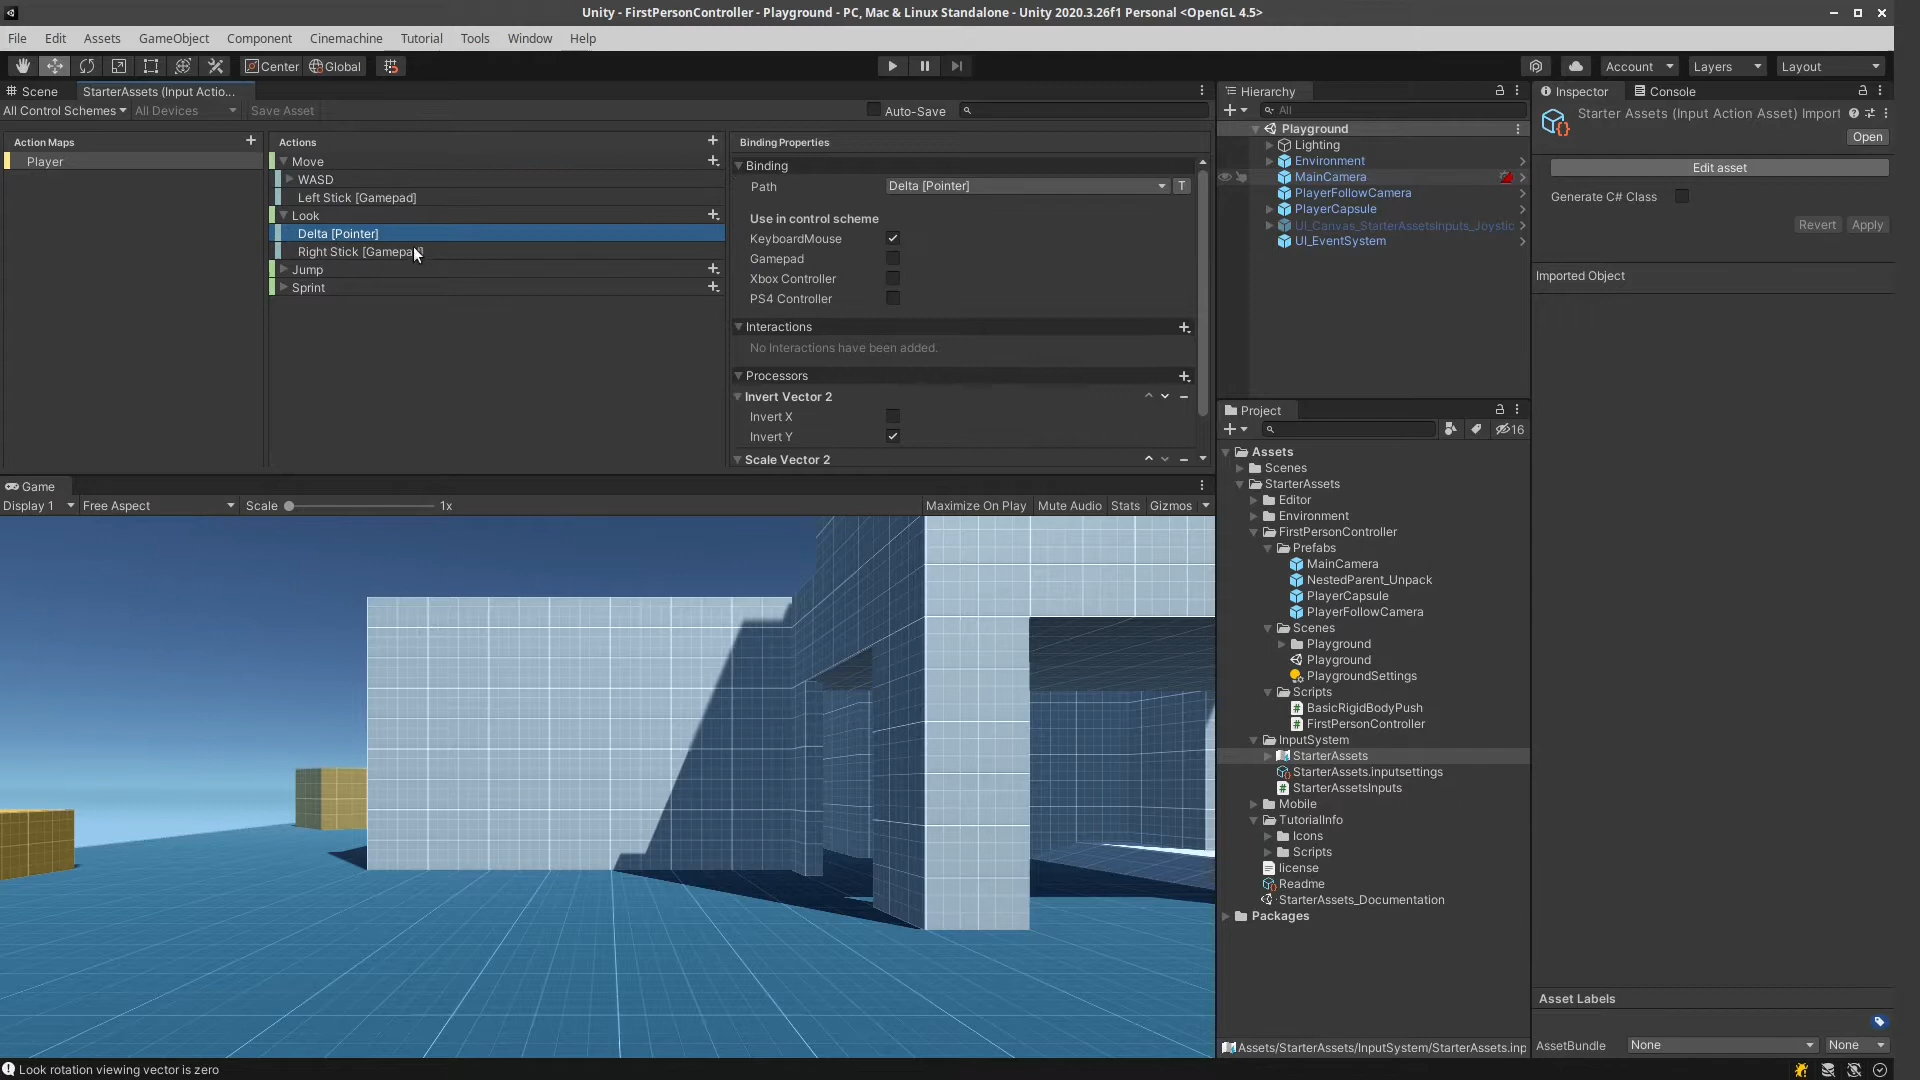 Unity - FirstPersonController - Playground - PC, Mac & Linux Standalone - Unity 2020.3.26f1 Personal <OpenGL 4.5>
File Edit Assets GameObject Component Cinemachine Tutorial Tools Window Help
Center Global Account Layers Layout
Scene StarterAssets (Input Actio...
All Control Schemes All Devices Save Asset Auto-Save
Action Maps
Player
Actions
Move
WASD
Left Stick [Gamepad]
Look
Delta [Pointer]
Right Stick [Gamepad]
Jump
Sprint
Binding Properties
Binding
Path Delta [Pointer] T
Use in control scheme
KeyboardMouse
Gamepad
Xbox Controller
PS4 Controller
Interactions
No Interactions have been added.
Processors
Invert Vector 2
Invert X
Invert Y
Scale Vector 2
Game
Display 1 Free Aspect Scale 1x Maximize On Play Mute Audio Stats Gizmos
Hierarchy
All
Playground
Lighting
Environment
MainCamera
PlayerFollowCamera
PlayerCapsule
UI_Canvas_StarterAssetsInputs_Joystic
UI_EventSystem
Project
16
Assets
Scenes
StarterAssets
Editor
Environment
FirstPersonController
Prefabs
MainCamera
NestedParent_Unpack
PlayerCapsule
PlayerFollowCamera
Scenes
Playground
Playground
PlaygroundSettings
Scripts
BasicRigidBodyPush
FirstPersonController
InputSystem
StarterAssets
StarterAssets.inputsettings
StarterAssetsInputs
Mobile
TutorialInfo
Icons
Scripts
license
Readme
StarterAssets_Documentation
Packages
Assets/StarterAssets/InputSystem/StarterAssets.inp
Inspector Console
Starter Assets (Input Action Asset) Import
Open
Edit asset
Generate C# Class
Revert Apply
Imported Object
Asset Labels
AssetBundle None None
Look rotation viewing vector is zero